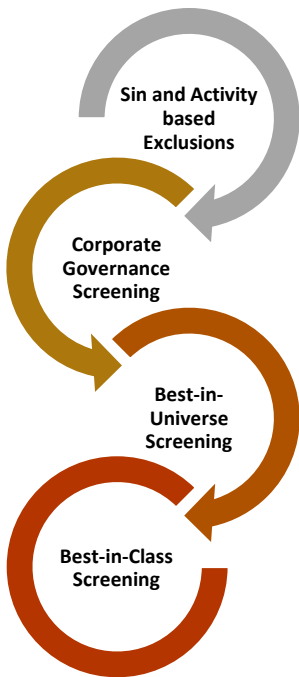 Sin and Activity
based
Exclusions
Corporate
Governance
Screening
Best-in-
Universe
Screening
Best-in-Class
Screening